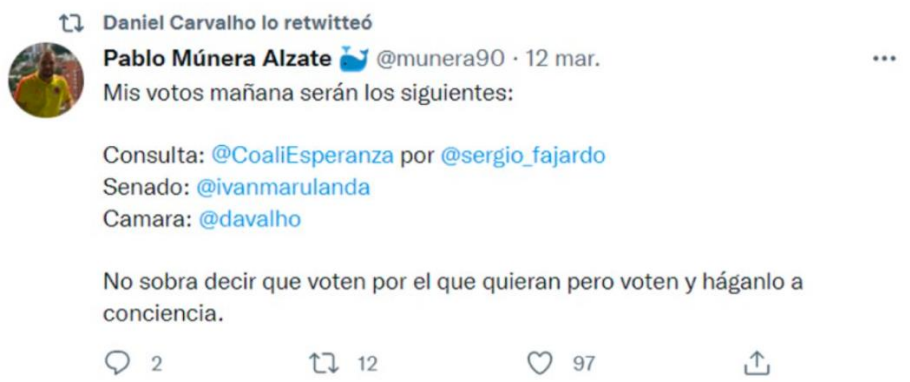 Daniel Carvalho lo retwitteó
Pablo Múnera Alzate 🐳 @munera90 · 12 mar.
Mis votos mañana serán los siguientes:
Consulta: @CoaliEsperanza por @sergio_fajardo
Senado: @ivanmarulanda
Camara: @davalho
No sobra decir que voten por el que quieran pero voten y háganlo a
conciencia.
2 12 97